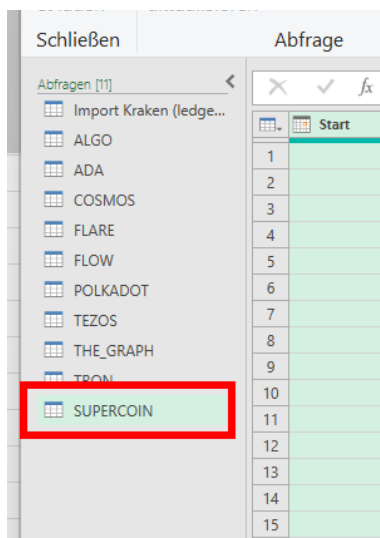 Schließen Abfrage
Abfragen [11]
fx
Start
Import Kraken (ledge...
ALGO
ADA
COSMOS
FLARE
FLOW
POLKADOT
TEZOS
THE_GRAPH
TRON
SUPERCOIN
1
2
3
4
5
6
7
8
9
10
11
12
13
14
15